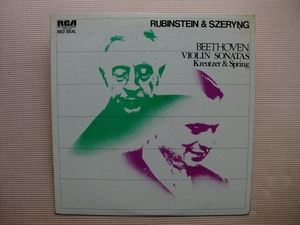 RCA
RED SEAL
RUBINSTEIN & SZERYNG
BEETHOVEN
VIOLIN SONATAS
Kreutzer & Spring